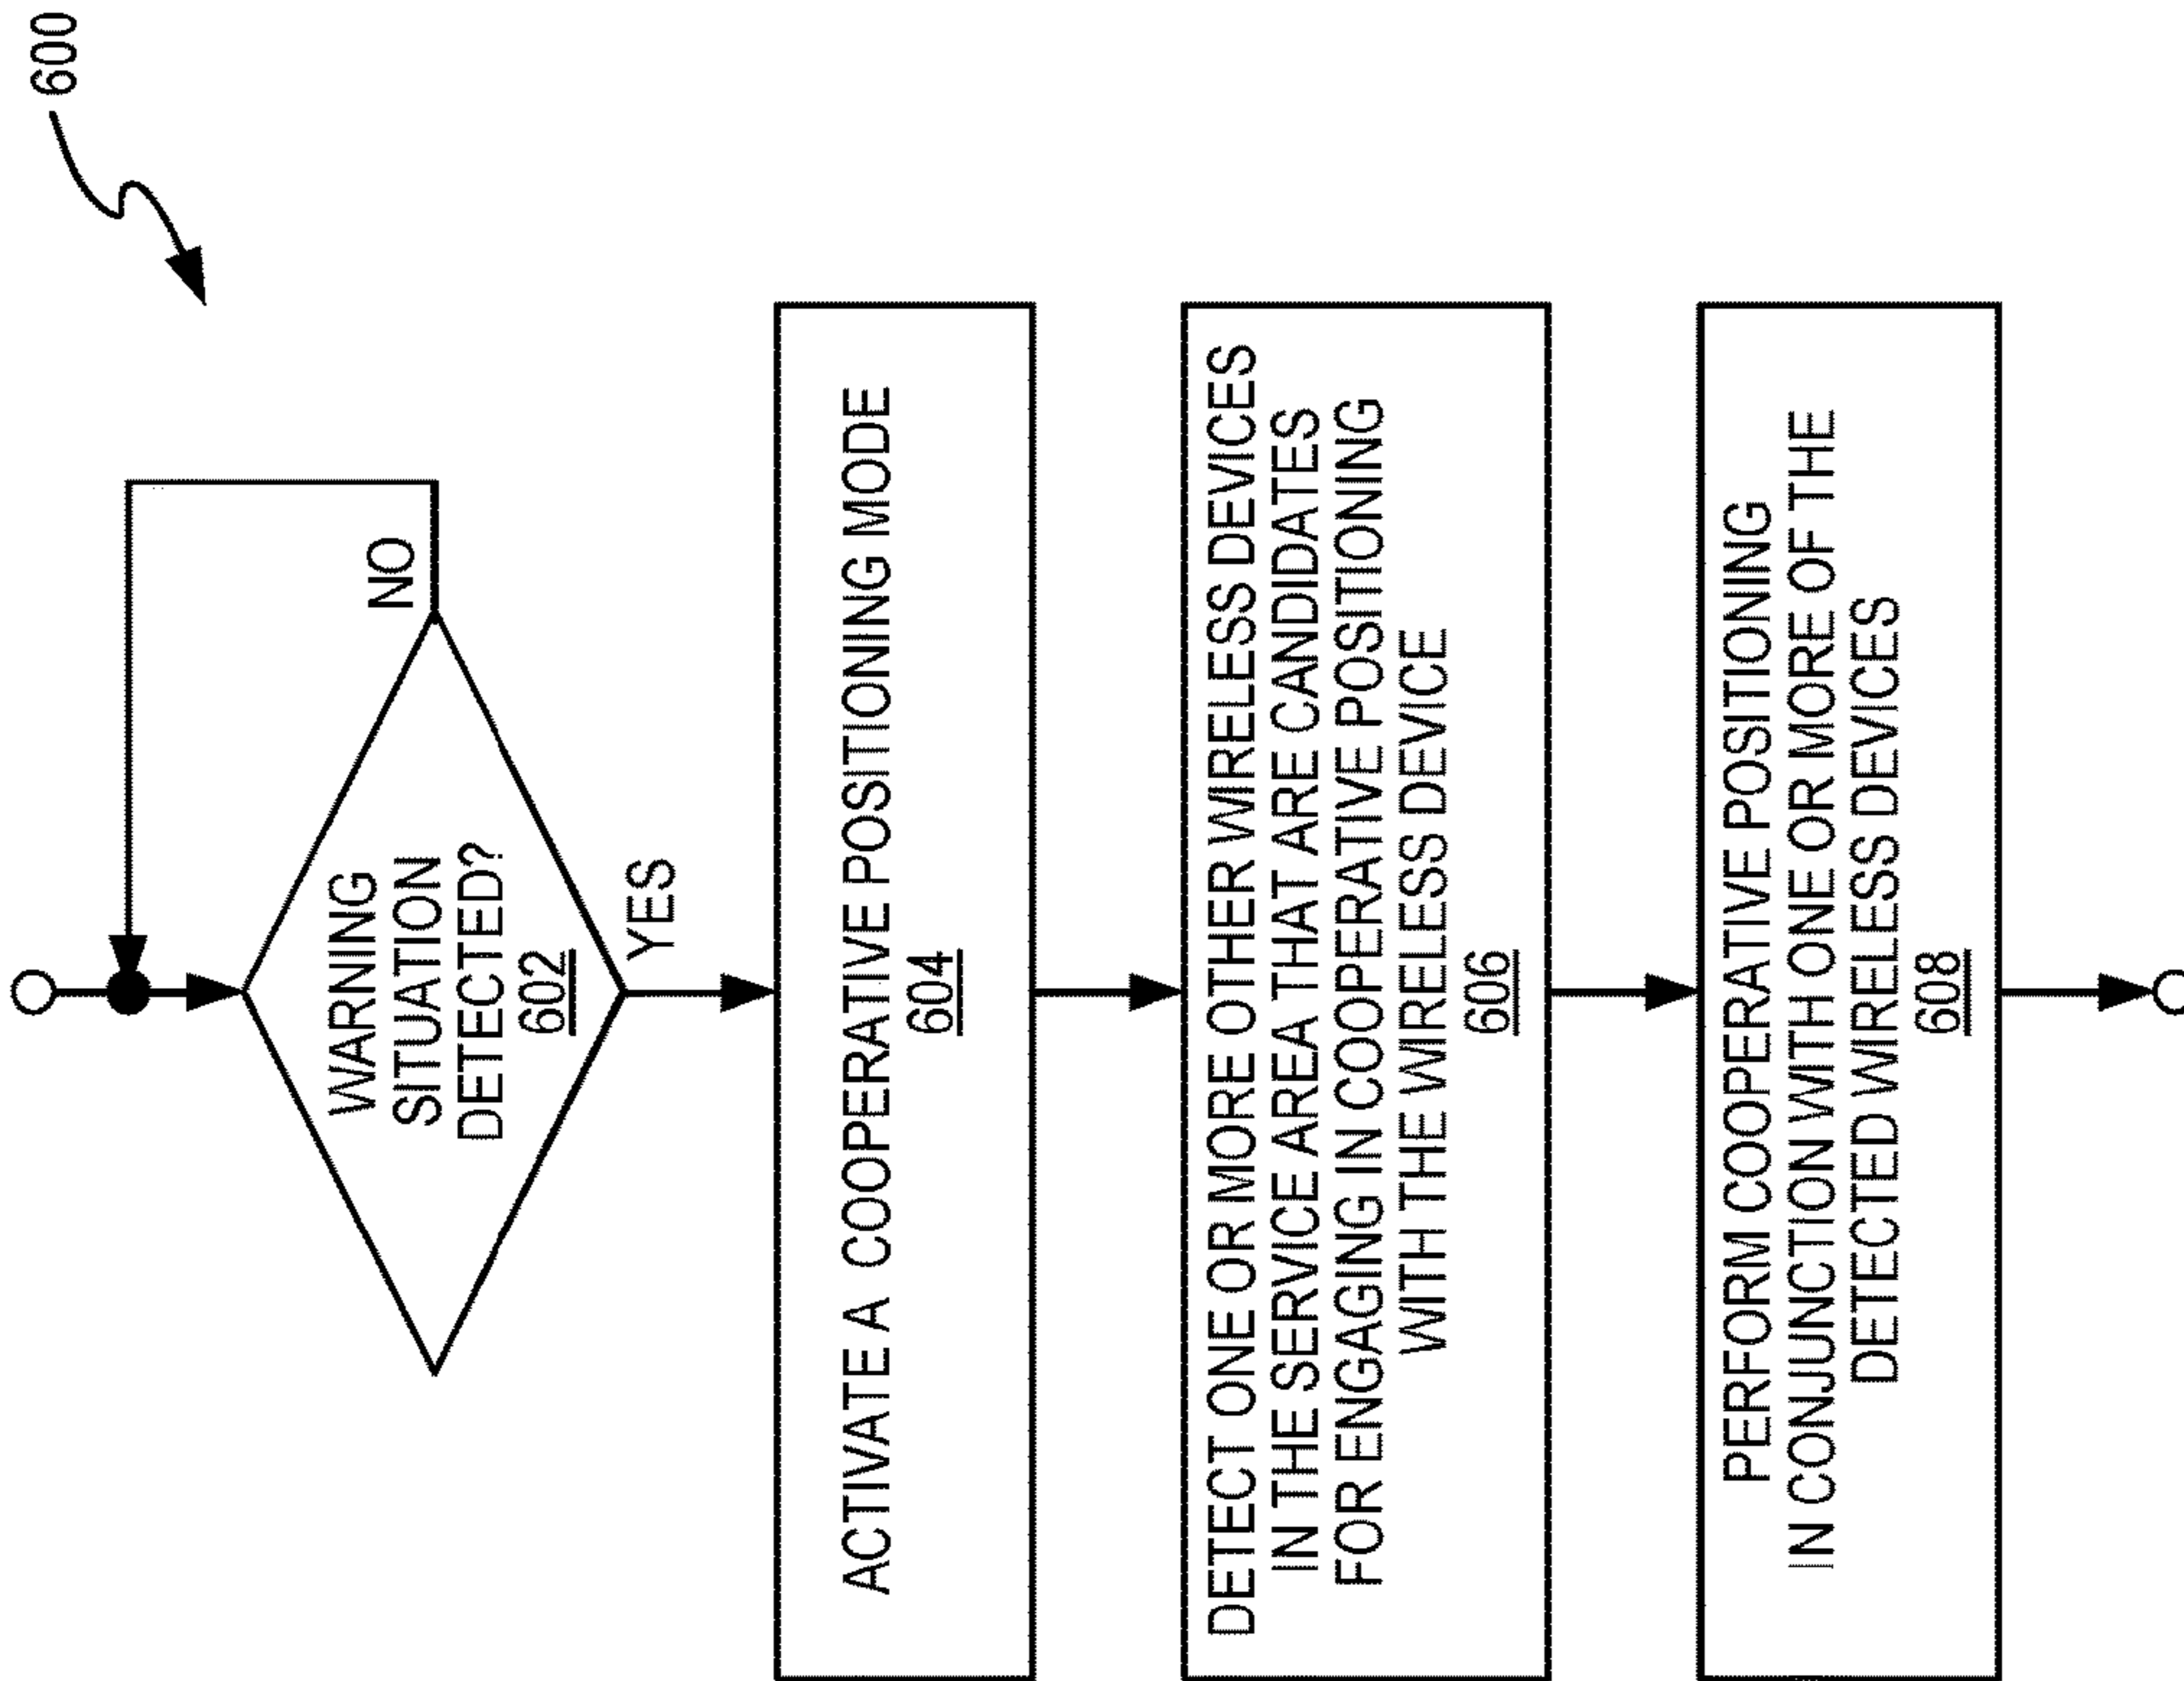 600
WARNING
SITUATION
DETECTED?
602
NO
YES
ACTIVATE A COOPERATIVE POSITIONING MODE
604
DETECT ONE OR MORE OTHER WIRELESS DEVICES
IN THE SERVICE AREA THAT ARE CANDIDATES
FOR ENGAGING IN COOPERATIVE POSITIONING
WITH THE WIRELESS DEVICE
606
PERFORM COOPERATIVE POSITIONING
IN CONJUNCTION WITH ONE OR MORE OF THE
DETECTED WIRELESS DEVICES
608